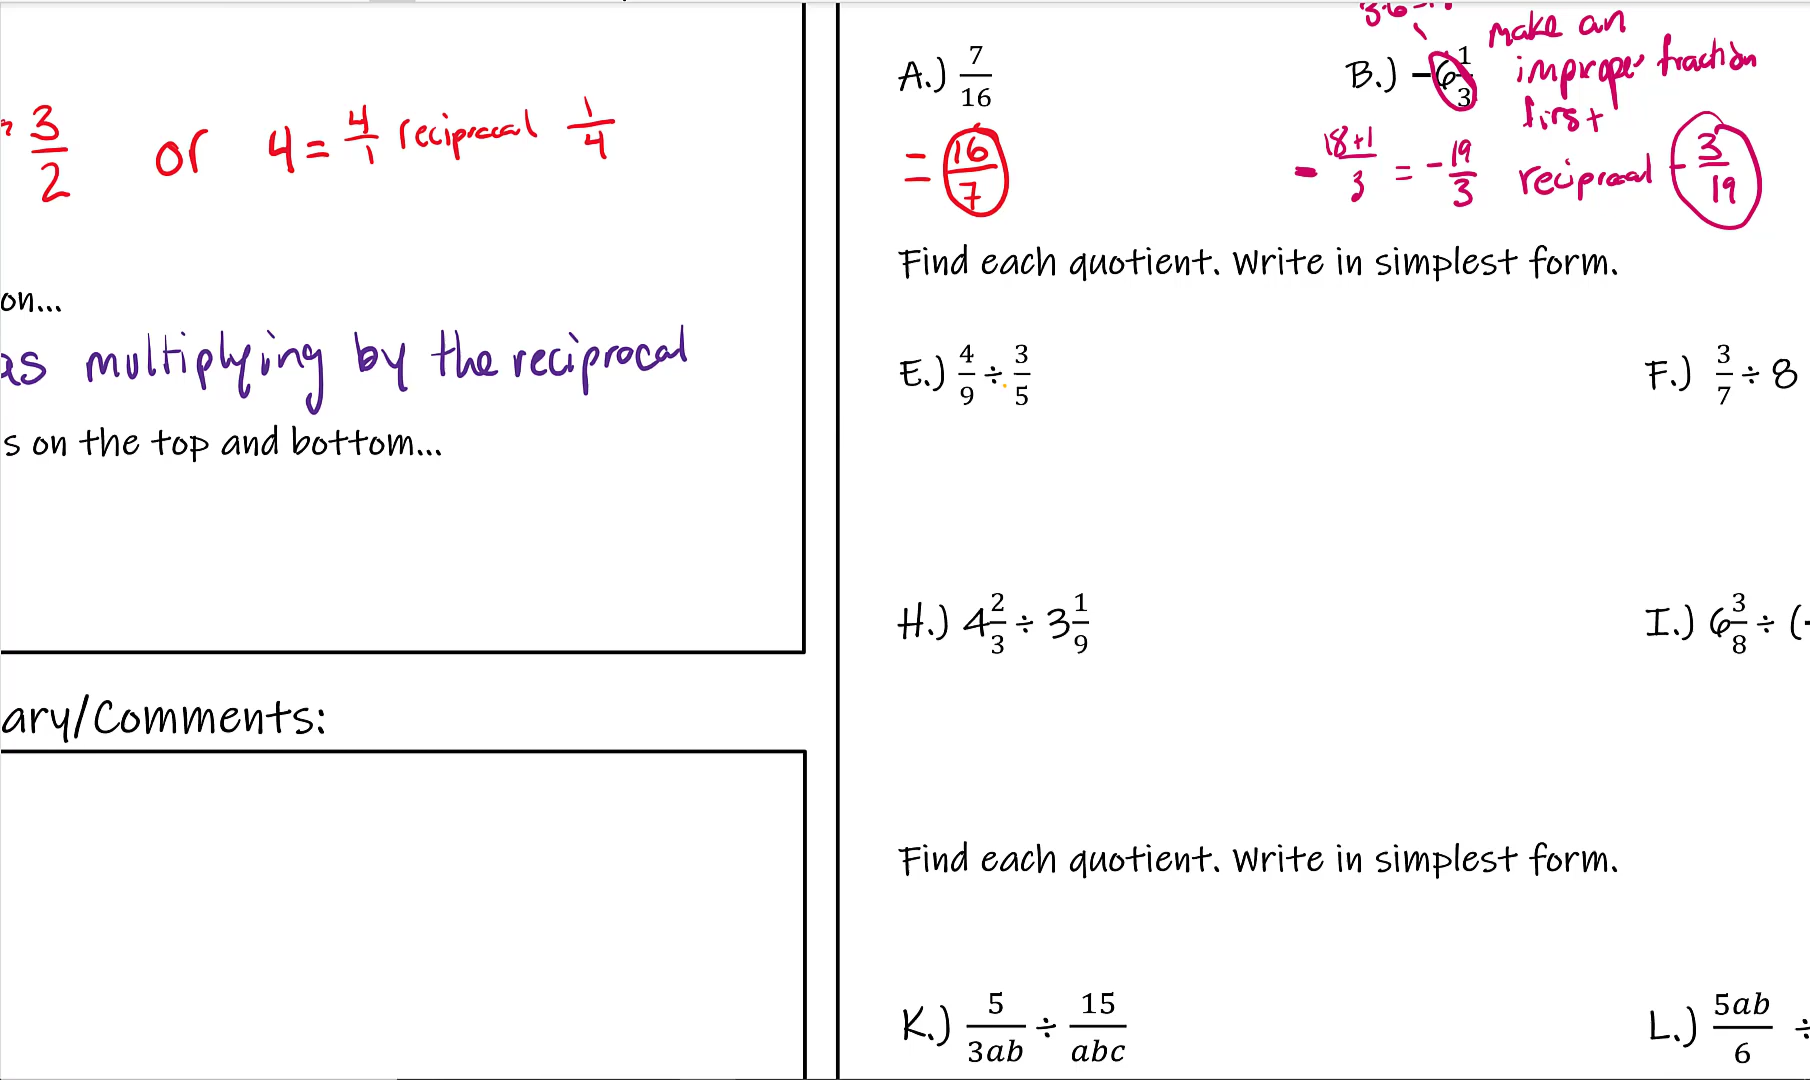 3/2 or 4 = 4/1 reciprocal 1/4
on...
as multiplying by the reciprocal
s on the top and bottom...
ary/Comments:
A.) 7/16
= 16/7
B.) -6 1/3
make an
improper fraction
first
- 18+1/3 = - 19/3 reciprocal - 3/19
Find each quotient. Write in simplest form.
E.) 4/9 ÷ 3/5
F.) 3/7 ÷ 8
H.) 4 2/3 ÷ 3 1/9
I.) 6 3/8 ÷ (-
Find each quotient. Write in simplest form.
K.) 5/3ab ÷ 15/abc
L.) 5ab/6 ÷